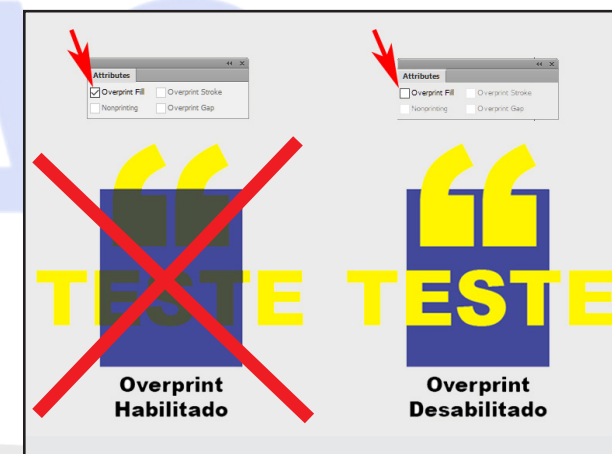 Attributes
Overprint Fill Overprint Stroke
Nonprinting Overprint Gap
Attributes
Overprint Fill Overprint Stroke
Nonprinting Overprint Gap
TESTE
TESTE
Overprint
Habilitado
Overprint
Desabilitado